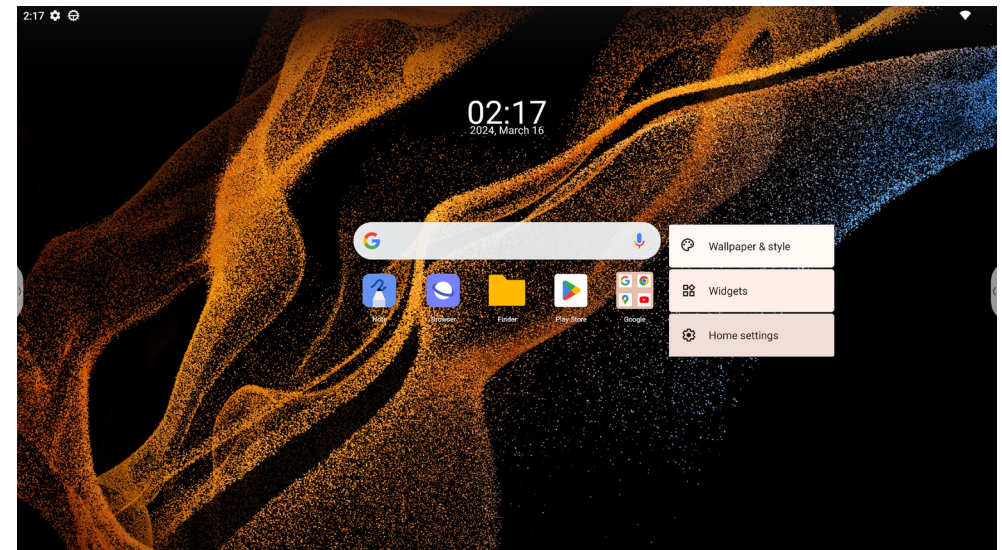 2:17
02:17
2024, March 16
Wallpaper & style
Widgets
Home settings
Note
Browser
Finder
Play Store
Google